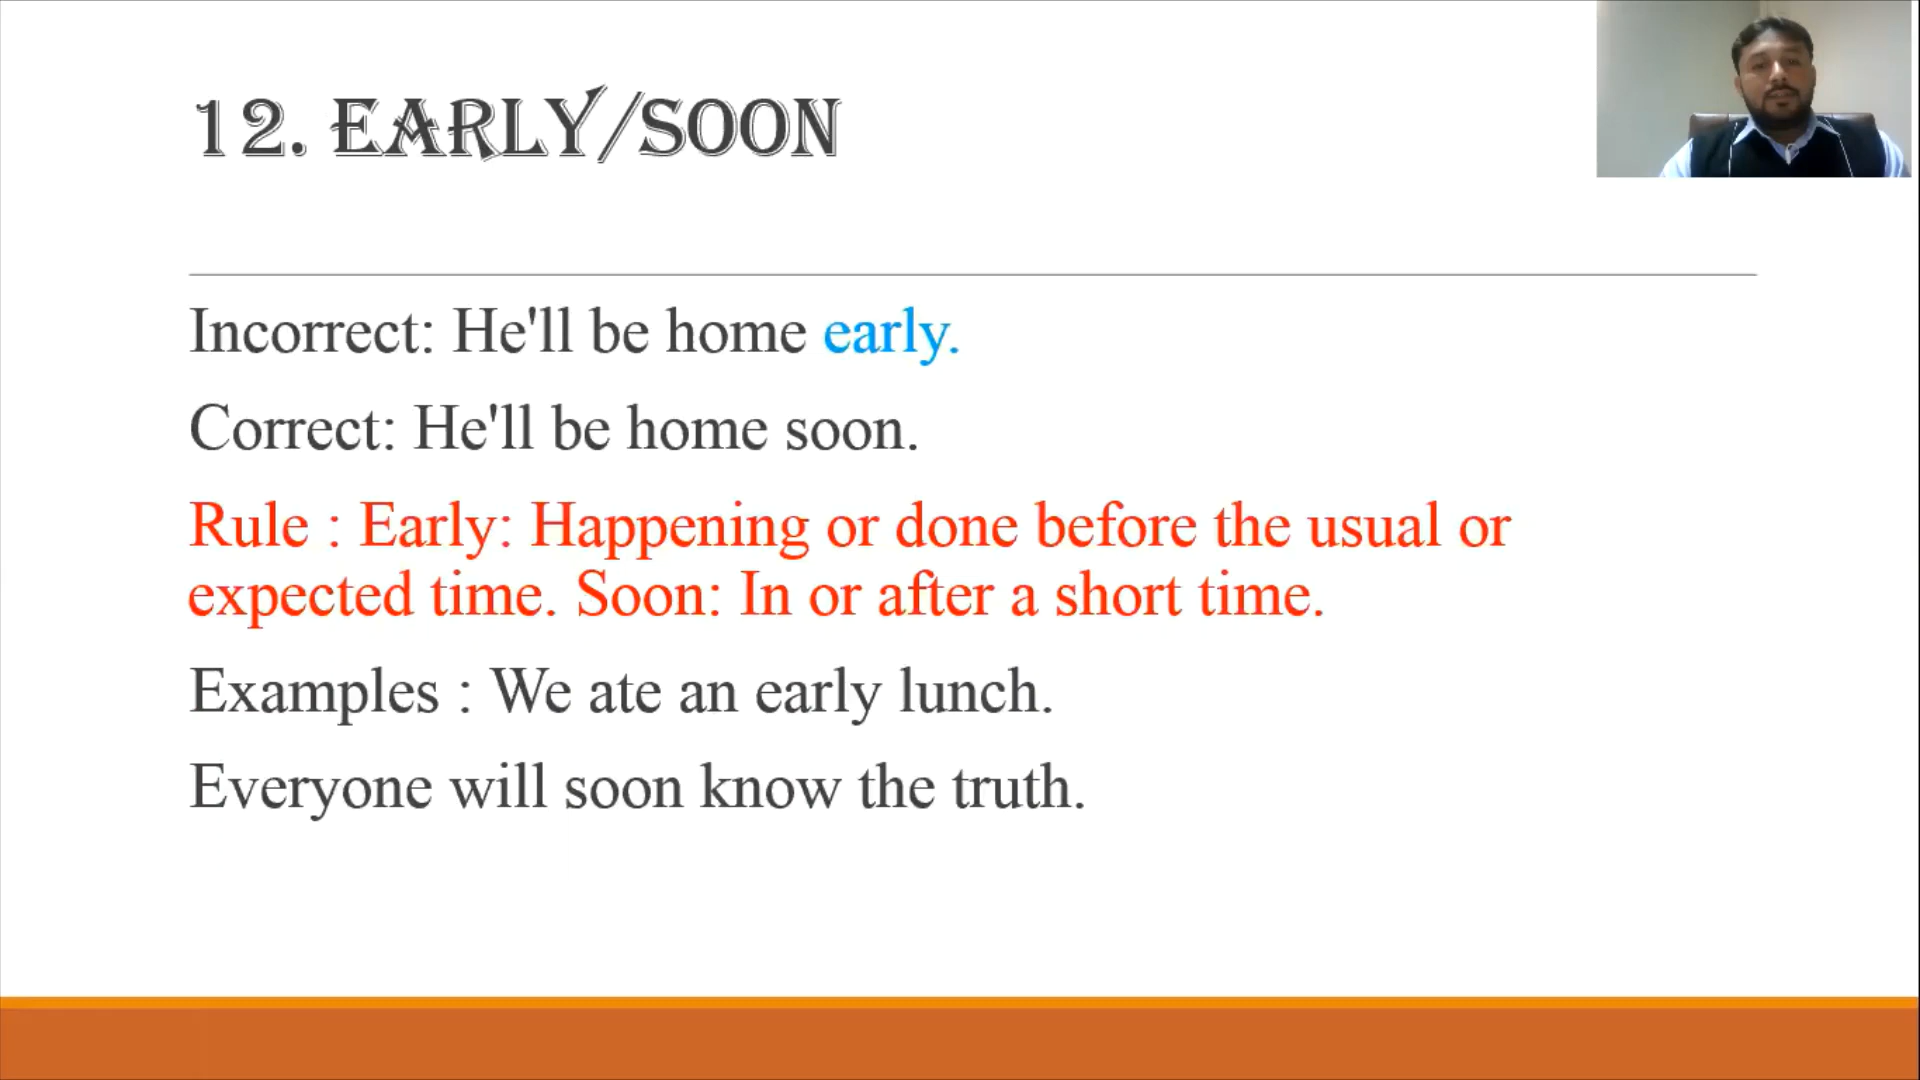 12. EARLY/SOON
Incorrect: He'll be home early.
Correct: He'll be home soon.
Rule : Early: Happening or done before the usual or
expected time. Soon: In or after a short time.
Examples : We ate an early lunch.
Everyone will soon know the truth.